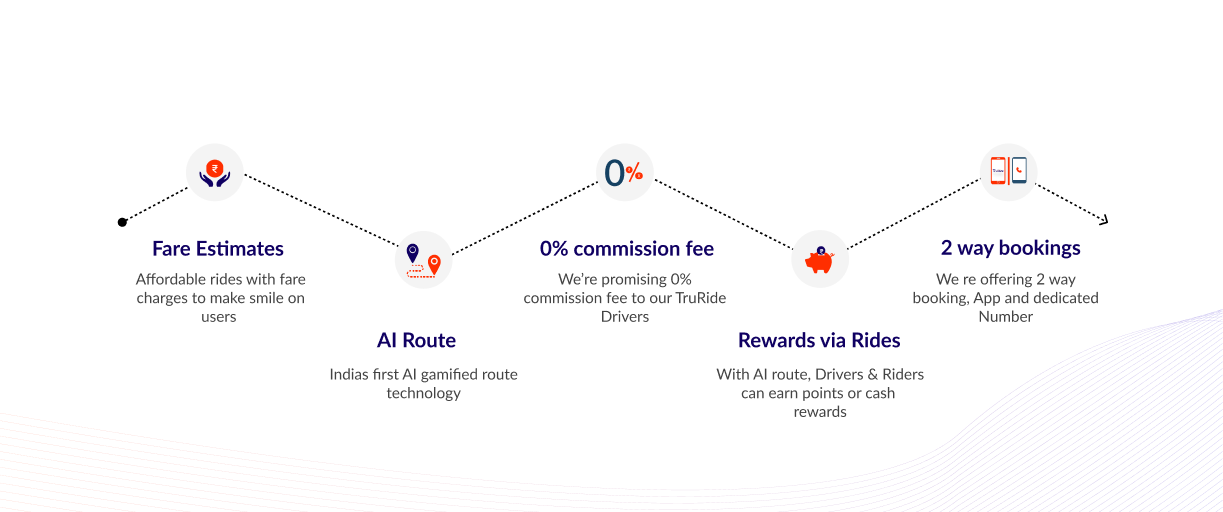 0%
Fare Estimates
Affordable rides with fare
charges to make smile on
users
AI Route
Indias first AI gamified route
technology
0% commission fee
We're promising 0%
commission fee to our TruRide
Drivers
Rewards via Rides
With AI route, Drivers & Riders
can earn points or cash
rewards
2 way bookings
We re offering 2 way
booking, App and dedicated
Number